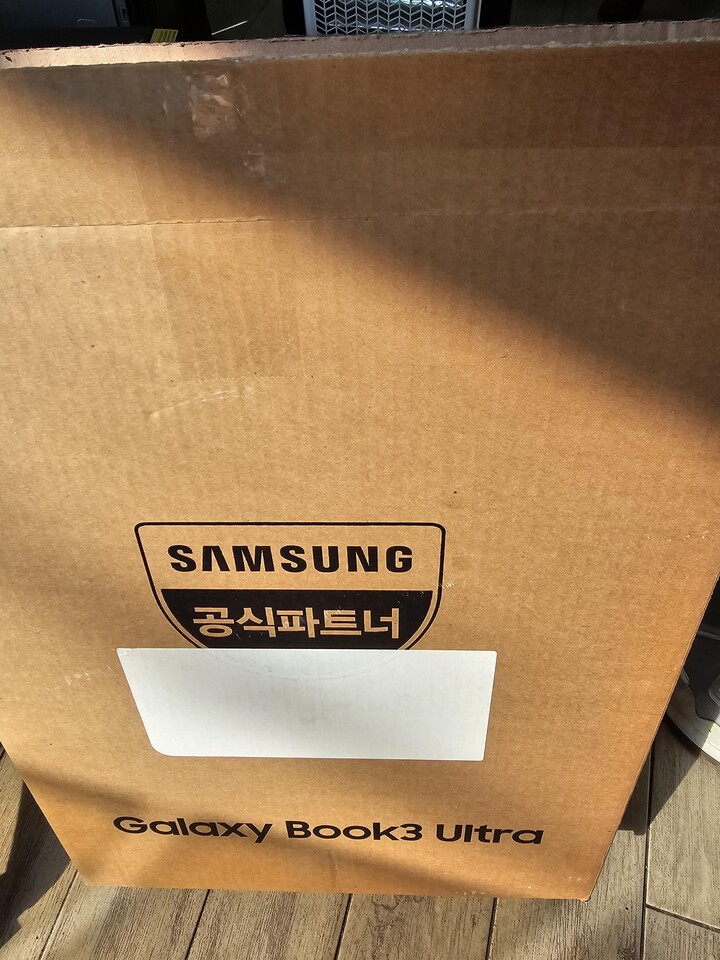 SAMSUNG
공식파트너
Galaxy Book3 Ultra